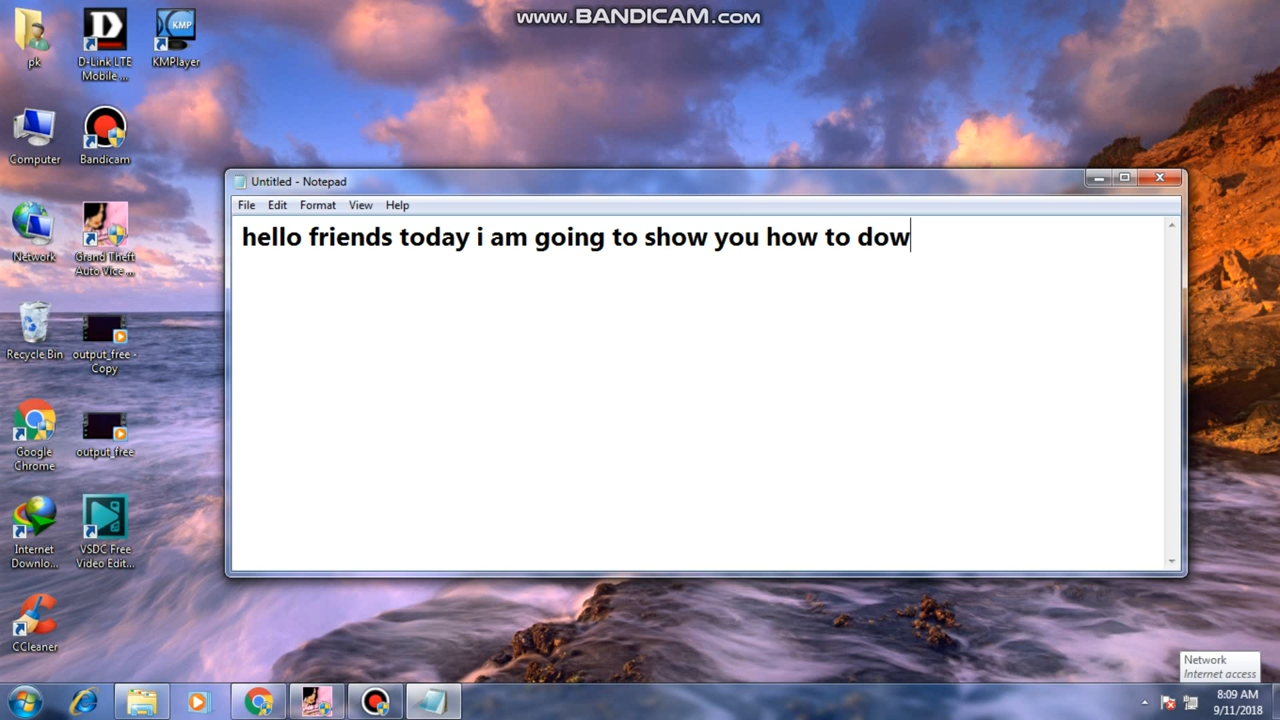 www.BANDICAM.com
pk
D-Link LTE
Mobile ...
KMP
KMPlayer
Computer
Bandicam
Network
Grand Theft
Auto Vice ...
Recycle Bin
output_free -
Copy
Google
Chrome
output_free
Internet
Downlo...
VSDC Free
Video Edit...
CCleaner
Untitled - Notepad
File Edit Format View Help
hello friends today i am going to show you how to dow
Network
Internet access
8:09 AM
9/11/2018